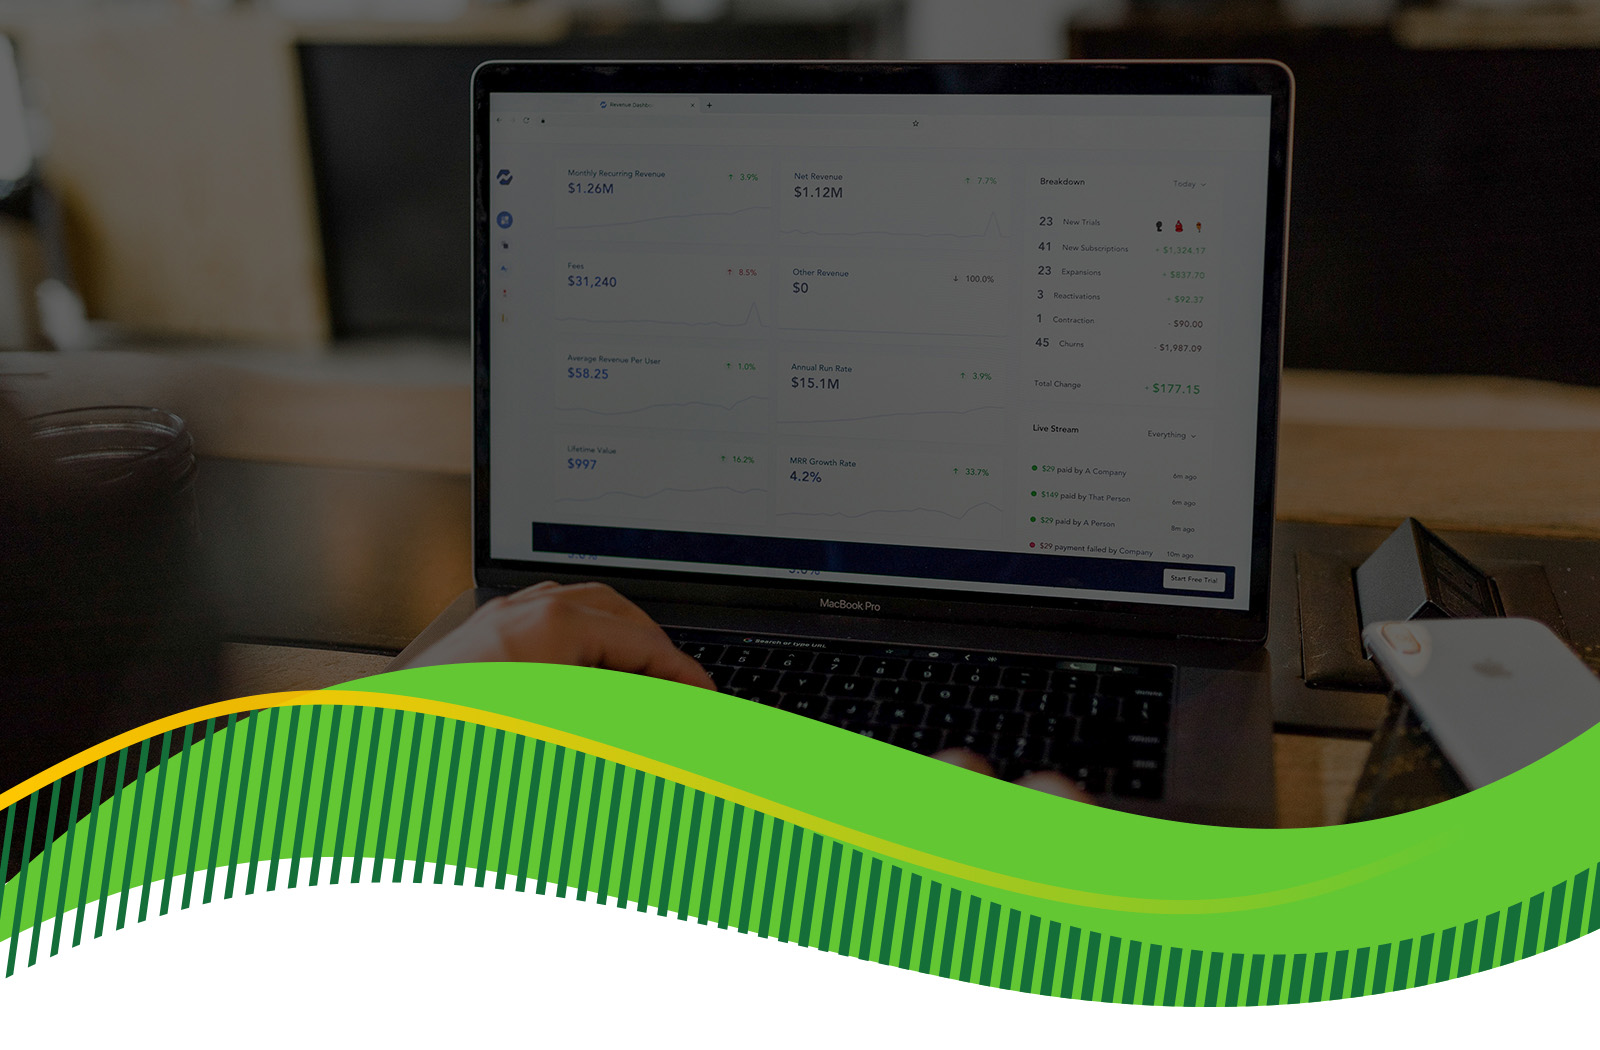 Revenue Dashbo
Monthly Recurring Revenue
↑ 3.9%
$1.26M
Net Revenue
↑ 7.7%
$1.12M
Fees
↑ 8.5%
$31,240
Other Revenue
↓ 100.0%
$0
Average Revenue Per User
↑ 1.0%
$58.25
Annual Run Rate
↑ 3.9%
$15.1M
Lifetime Value
↑ 16.2%
$997
MRR Growth Rate
↑ 33.7%
4.2%
Breakdown
Today
23 New Trials
41 New Subscriptions + $1,324.17
23 Expansions + $837.70
3 Reactivations + $92.37
1 Contraction - $90.00
45 Churns - $1,987.09
Total Change + $177.15
Live Stream
Everything
$29 paid by A Company 6m ago
$149 paid by That Person 6m ago
$29 paid by A Person 8m ago
$29 payment failed by Company 10m ago
Start Free Trial
MacBook Pro
Search or type URL